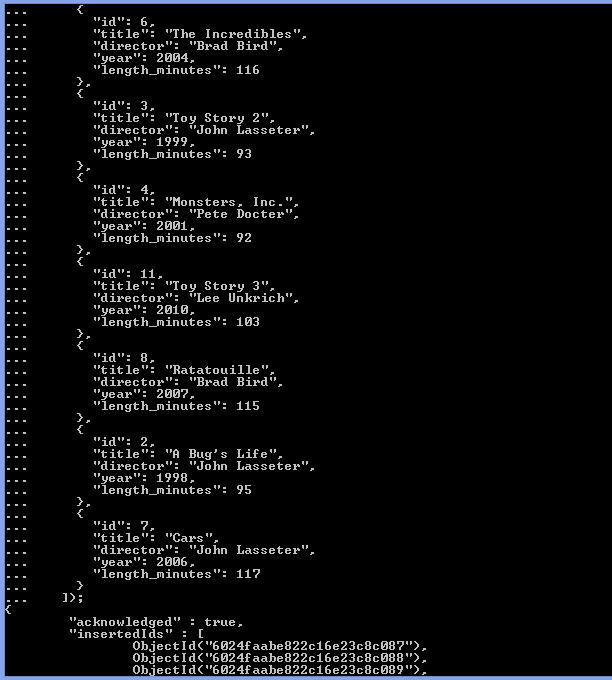 ...      {
...        "id": 6,
...        "title": "The Incredibles",
...        "director": "Brad Bird",
...        "year": 2004,
...        "length_minutes": 116
...      },
...      {
...        "id": 3,
...        "title": "Toy Story 2",
...        "director": "John Lasseter",
...        "year": 1999,
...        "length_minutes": 93
...      },
...      {
...        "id": 4,
...        "title": "Monsters, Inc.",
...        "director": "Pete Docter",
...        "year": 2001,
...        "length_minutes": 92
...      },
...      {
...        "id": 11,
...        "title": "Toy Story 3",
...        "director": "Lee Unkrich",
...        "year": 2010,
...        "length_minutes": 103
...      },
...      {
...        "id": 8,
...        "title": "Ratatouille",
...        "director": "Brad Bird",
...        "year": 2007,
...        "length_minutes": 115
...      },
...      {
...        "id": 2,
...        "title": "A Bug's Life",
...        "director": "John Lasseter",
...        "year": 1998,
...        "length_minutes": 95
...      },
...      {
...        "id": 7,
...        "title": "Cars",
...        "director": "John Lasseter",
...        "year": 2006,
...        "length_minutes": 117
...      }
...    ]);
{
        "acknowledged" : true,
        "insertedIds" : [
                ObjectId("6024faabe822c16e23c8c087"),
                ObjectId("6024faabe822c16e23c8c088"),
                ObjectId("6024faabe822c16e23c8c089"),